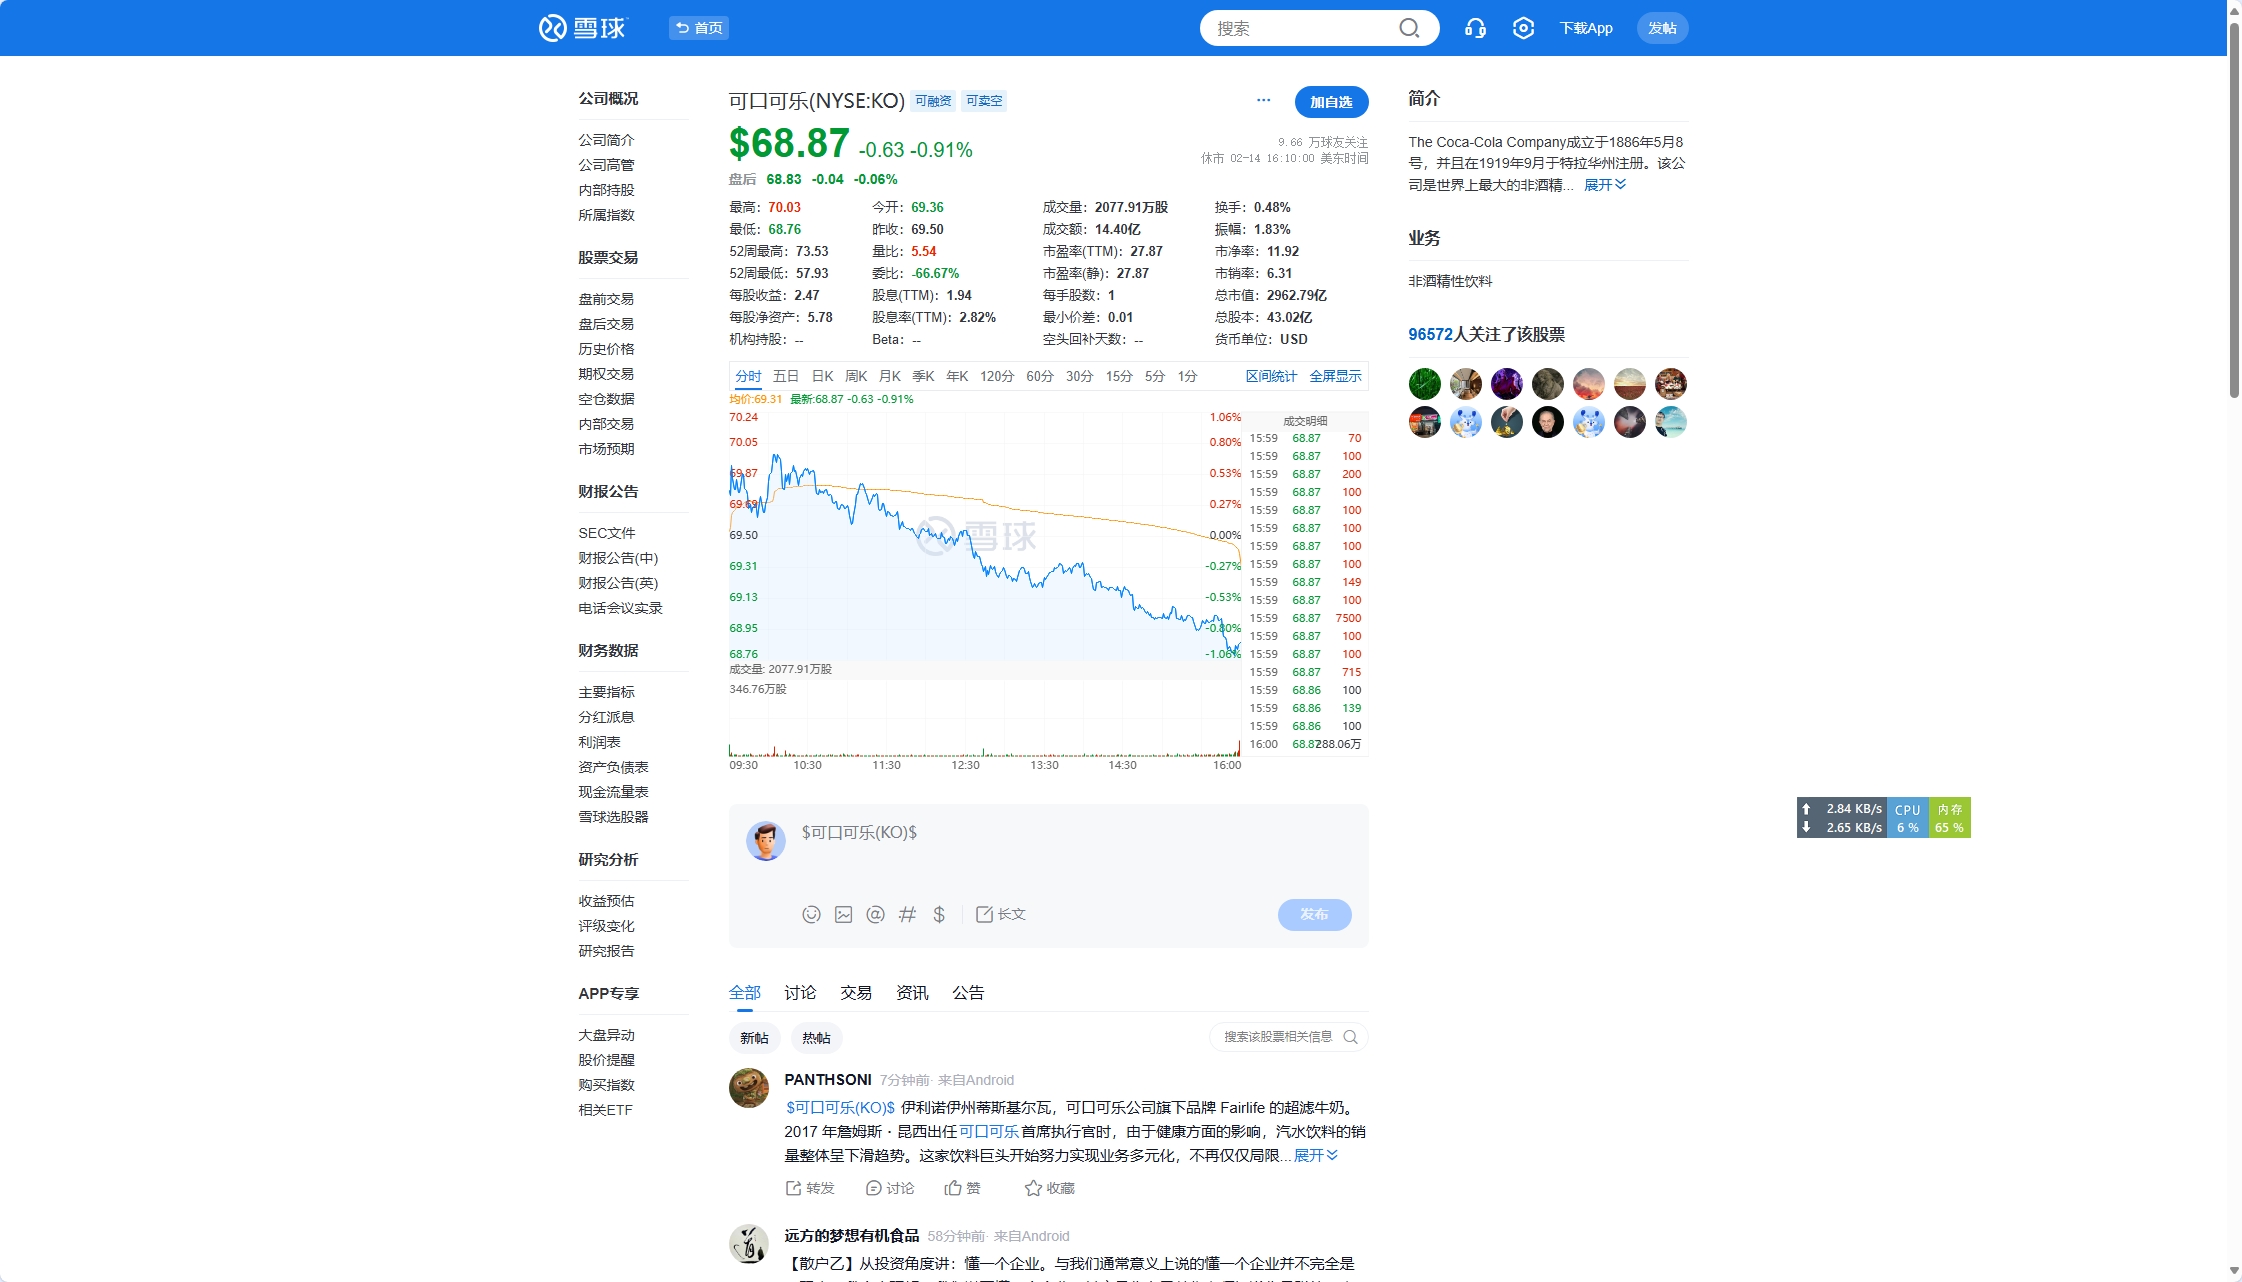 雪球
首页
搜索
下载App
发帖
公司概况
公司简介
公司高管
内部持股
所属指数
股票交易
盘前交易
盘后交易
历史价格
期权交易
空仓数据
内部交易
市场预期
财报公告
SEC文件
财报公告(中)
财报公告(英)
电话会议实录
财务数据
主要指标
分红派息
利润表
资产负债表
现金流量表
雪球选股器
研究分析
收益预估
评级变化
研究报告
APP专享
大盘异动
股价提醒
购买指数
相关ETF
可口可乐(NYSE:KO) 可融资 可卖空
··· 加自选
$68.87 -0.63 -0.91%
9.66 万球友关注
休市 02-14 16:10:00 美东时间
盘后 68.83 -0.04 -0.06%
最高：70.03 今开：69.36 成交量：2077.91万股 换手：0.48%
最低：68.76 昨收：69.50 成交额：14.40亿 振幅：1.83%
52周最高：73.53 量比：5.54 市盈率(TTM)：27.87 市净率：11.92
52周最低：57.93 委比：-66.67% 市盈率(静)：27.87 市销率：6.31
每股收益：2.47 股息(TTM)：1.94 每手股数：1 总市值：2962.79亿
每股净资产：5.78 股息率(TTM)：2.82% 最小价差：0.01 总股本：43.02亿
机构持股：-- Beta：-- 空头回补天数：-- 货币单位：USD
分时 五日 日K 周K 月K 季K 年K 120分 60分 30分 15分 5分 1分 区间统计 全屏显示
均价:69.31 最新:68.87 -0.63 -0.91%
70.24 1.06%
70.05 0.80%
69.87 0.53%
69.69 0.27%
69.50 0.00%
69.31 -0.27%
69.13 -0.53%
68.95 -0.80%
68.76 -1.06%
雪球
成交量: 2077.91万股
346.76万股
09:30 10:30 11:30 12:30 13:30 14:30 16:00
成交明细
15:59 68.87 70
15:59 68.87 100
15:59 68.87 200
15:59 68.87 100
15:59 68.87 100
15:59 68.87 100
15:59 68.87 100
15:59 68.87 100
15:59 68.87 149
15:59 68.87 100
15:59 68.87 7500
15:59 68.87 100
15:59 68.87 100
15:59 68.87 715
15:59 68.86 100
15:59 68.86 139
15:59 68.86 100
16:00 68.87 288.06万
$可口可乐(KO)$
长文
发布
全部 讨论 交易 资讯 公告
新帖 热帖
搜索该股票相关信息
PANTHSONI 7分钟前· 来自Android
$可口可乐(KO)$ 伊利诺伊州蒂斯基尔瓦，可口可乐公司旗下品牌 Fairlife 的超滤牛奶。
2017 年詹姆斯・昆西出任可口可乐首席执行官时，由于健康方面的影响，汽水饮料的销
量整体呈下滑趋势。这家饮料巨头开始努力实现业务多元化，不再仅仅局限...展开
转发 讨论 赞 收藏
远方的梦想有机食品 58分钟前· 来自Android
【散户乙】从投资角度讲：懂一个企业。与我们通常意义上说的懂一个企业并不完全是
简介
The Coca-Cola Company成立于1886年5月8
号，并且在1919年9月于特拉华州注册。该公
司是世界上最大的非酒精... 展开
业务
非酒精性饮料
96572人关注了该股票
2.84 KB/s CPU 内存
2.65 KB/s 6 % 65 %